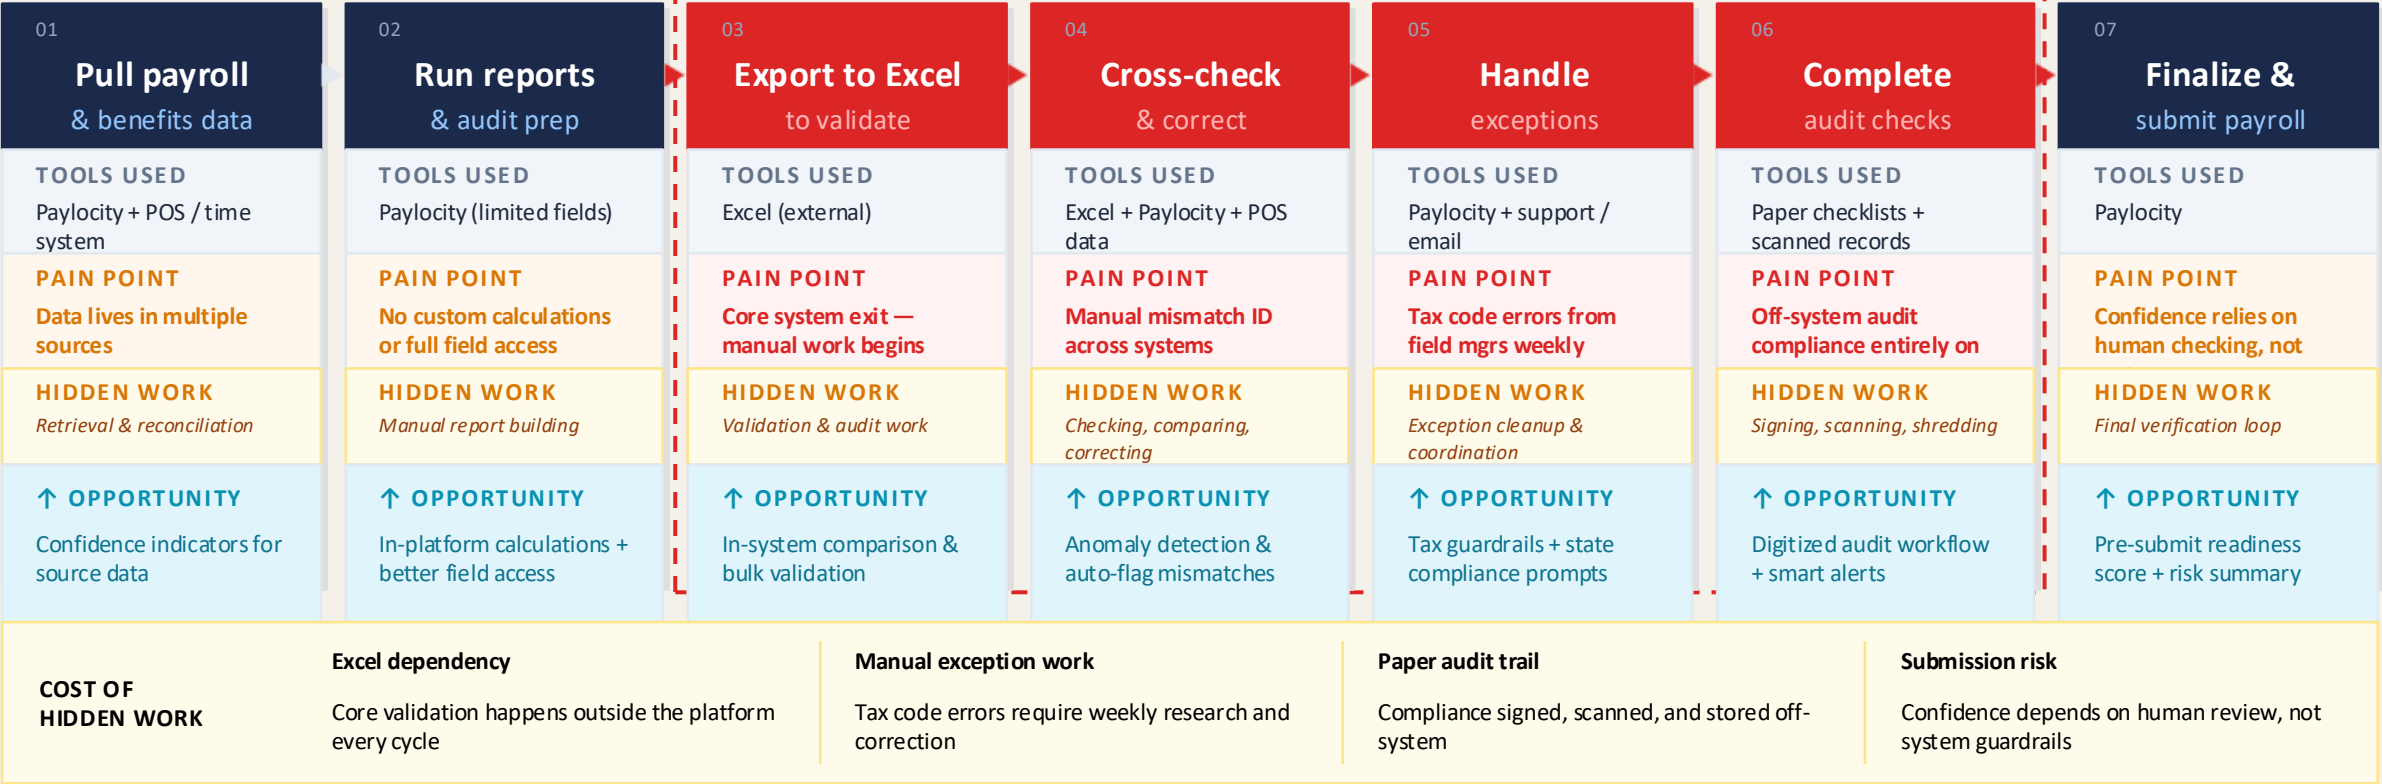 01
Pull payroll
& benefits data
TOOLS USED
Paylocity + POS / time
system
PAIN POINT
Data lives in multiple
sources
HIDDEN WORK
Retrieval & reconciliation
↑ OPPORTUNITY
Confidence indicators for
source data
02
Run reports
& audit prep
TOOLS USED
Paylocity (limited fields)
PAIN POINT
No custom calculations
or full field access
HIDDEN WORK
Manual report building
↑ OPPORTUNITY
In-platform calculations +
better field access
03
Export to Excel
to validate
TOOLS USED
Excel (external)
PAIN POINT
Core system exit —
manual work begins
HIDDEN WORK
Validation & audit work
↑ OPPORTUNITY
In-system comparison &
bulk validation
04
Cross-check
& correct
TOOLS USED
Excel + Paylocity + POS
data
PAIN POINT
Manual mismatch ID
across systems
HIDDEN WORK
Checking, comparing,
correcting
↑ OPPORTUNITY
Anomaly detection &
auto-flag mismatches
05
Handle
exceptions
TOOLS USED
Paylocity + support /
email
PAIN POINT
Tax code errors from
field mgrs weekly
HIDDEN WORK
Exception cleanup &
coordination
↑ OPPORTUNITY
Tax guardrails + state
compliance prompts
06
Complete
audit checks
TOOLS USED
Paper checklists +
scanned records
PAIN POINT
Off-system audit
compliance entirely on
HIDDEN WORK
Signing, scanning, shredding
↑ OPPORTUNITY
Digitized audit workflow
+ smart alerts
07
Finalize &
submit payroll
TOOLS USED
Paylocity
PAIN POINT
Confidence relies on
human checking, not
HIDDEN WORK
Final verification loop
↑ OPPORTUNITY
Pre-submit readiness
score + risk summary
COST OF
HIDDEN WORK
Excel dependency
Core validation happens outside the platform
every cycle
Manual exception work
Tax code errors require weekly research and
correction
Paper audit trail
Compliance signed, scanned, and stored off-
system
Submission risk
Confidence depends on human review, not
system guardrails